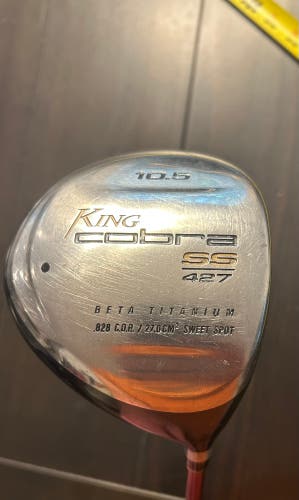 10.5
KING
cobra
SS
427
BETA TITANIUM
.828 C.O.R. / 27.0CM² SWEET SPOT